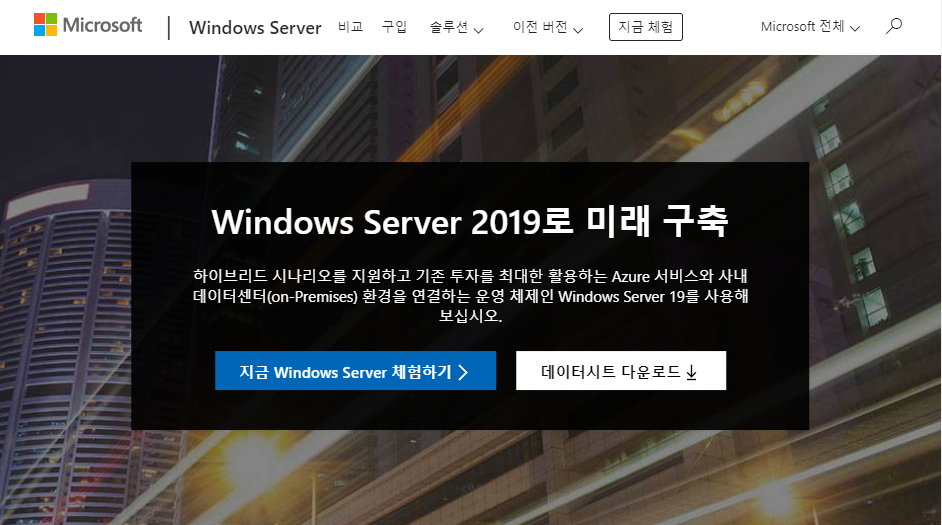 Microsoft | Windows Server 비교 구입 솔루션 이전 버전 지금 체험 Microsoft 전체
Windows Server 2019로 미래 구축
하이브리드 시나리오를 지원하고 기존 투자를 최대한 활용하는 Azure 서비스와 사내
데이터센터(on-Premises) 환경을 연결하는 운영 체제인 Windows Server 19를 사용해
보십시오.
지금 Windows Server 체험하기 데이터시트 다운로드